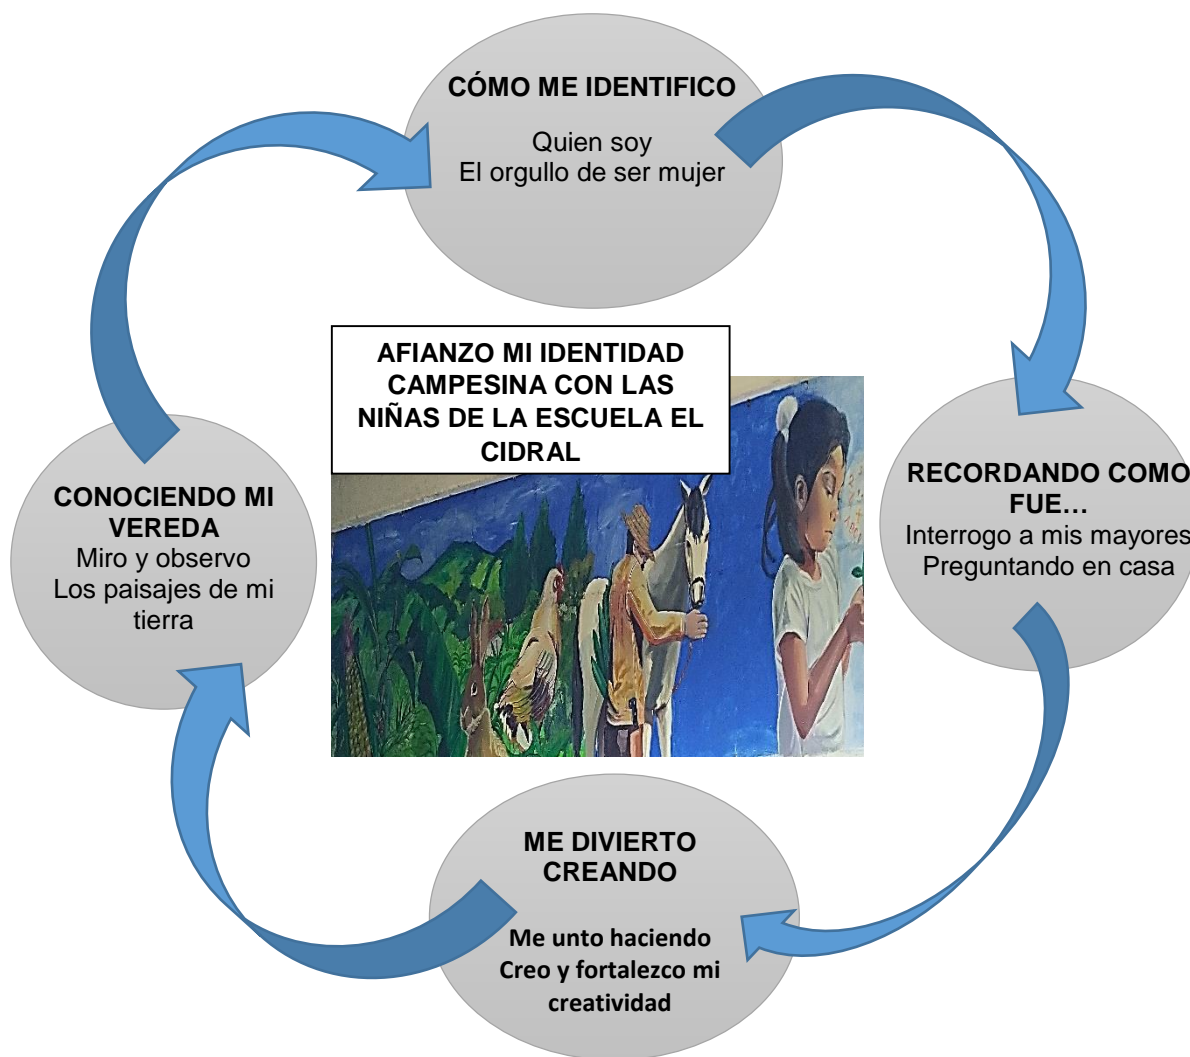 CÓMO ME IDENTIFICO
Quien soy
El orgullo de ser mujer
AFIANZO MI IDENTIDAD
CAMPESINA CON LAS
NIÑAS DE LA ESCUELA EL
CIDRAL
RECORDANDO COMO
FUE…
Interrogo a mis mayores
Preguntando en casa
CONOCIENDO MI
VEREDA
Miro y observo
Los paisajes de mi
tierra
ME DIVIERTO
CREANDO
Me unto haciendo
Creo y fortalezco mi
creatividad